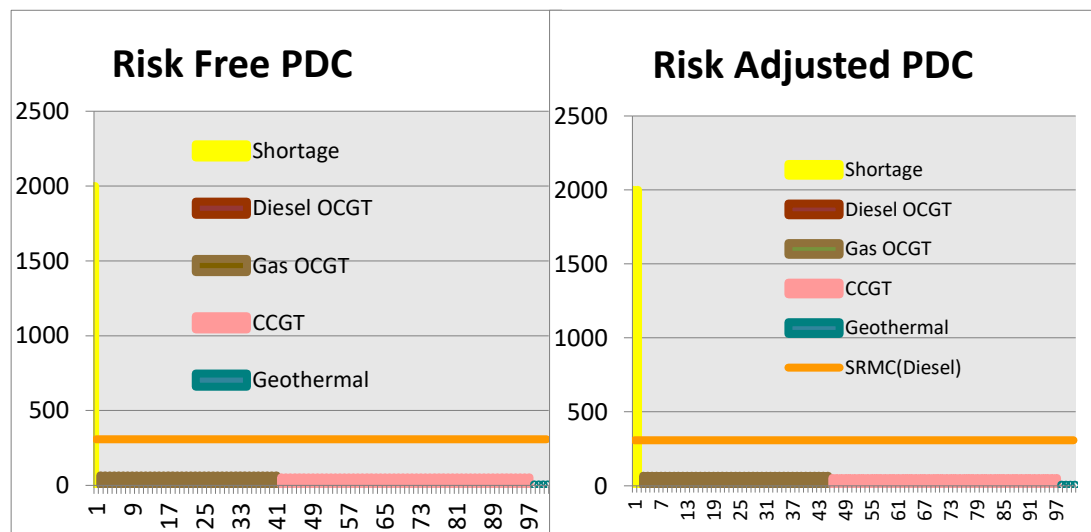 Risk Free PDC
2500
2000
1500
1000
500
0
Shortage
Diesel OCGT
Gas OCGT
CCGT
Geothermal
1 9 17 25 33 41 49 57 65 73 81 89 97
Risk Adjusted PDC
2500
2000
1500
1000
500
0
Shortage
Diesel OCGT
Gas OCGT
CCGT
Geothermal
SRMC(Diesel)
1 7 13 19 25 31 37 43 49 55 61 67 73 79 85 91 97